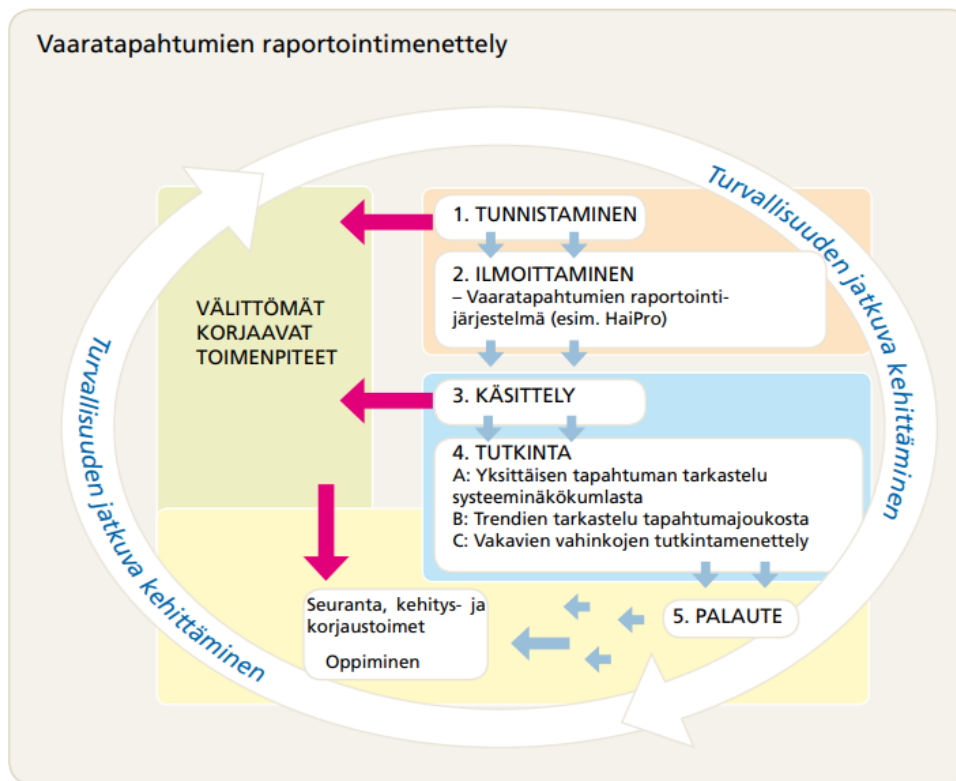 Vaaratapahtumien raportointimenettely
Turvallisuuden jatkuva kehittäminen
1. TUNNISTAMINEN
2. ILMOITTAMINEN
– Vaaratapahtumien raportointi-
järjestelmä (esim. HaiPro)
VÄLITTÖMÄT
KORJAAVAT
TOIMENPITEET
3. KÄSITTELY
4. TUTKINTA
A: Yksittäisen tapahtuman tarkastelu
systeeminäkökumlasta
B: Trendien tarkastelu tapahtumajoukosta
C: Vakavien vahinkojen tutkintamenettely
5. PALAUTE
Seuranta, kehitys- ja
korjaustoimet
Oppiminen
Turvallisuuden jatkuva kehittäminen